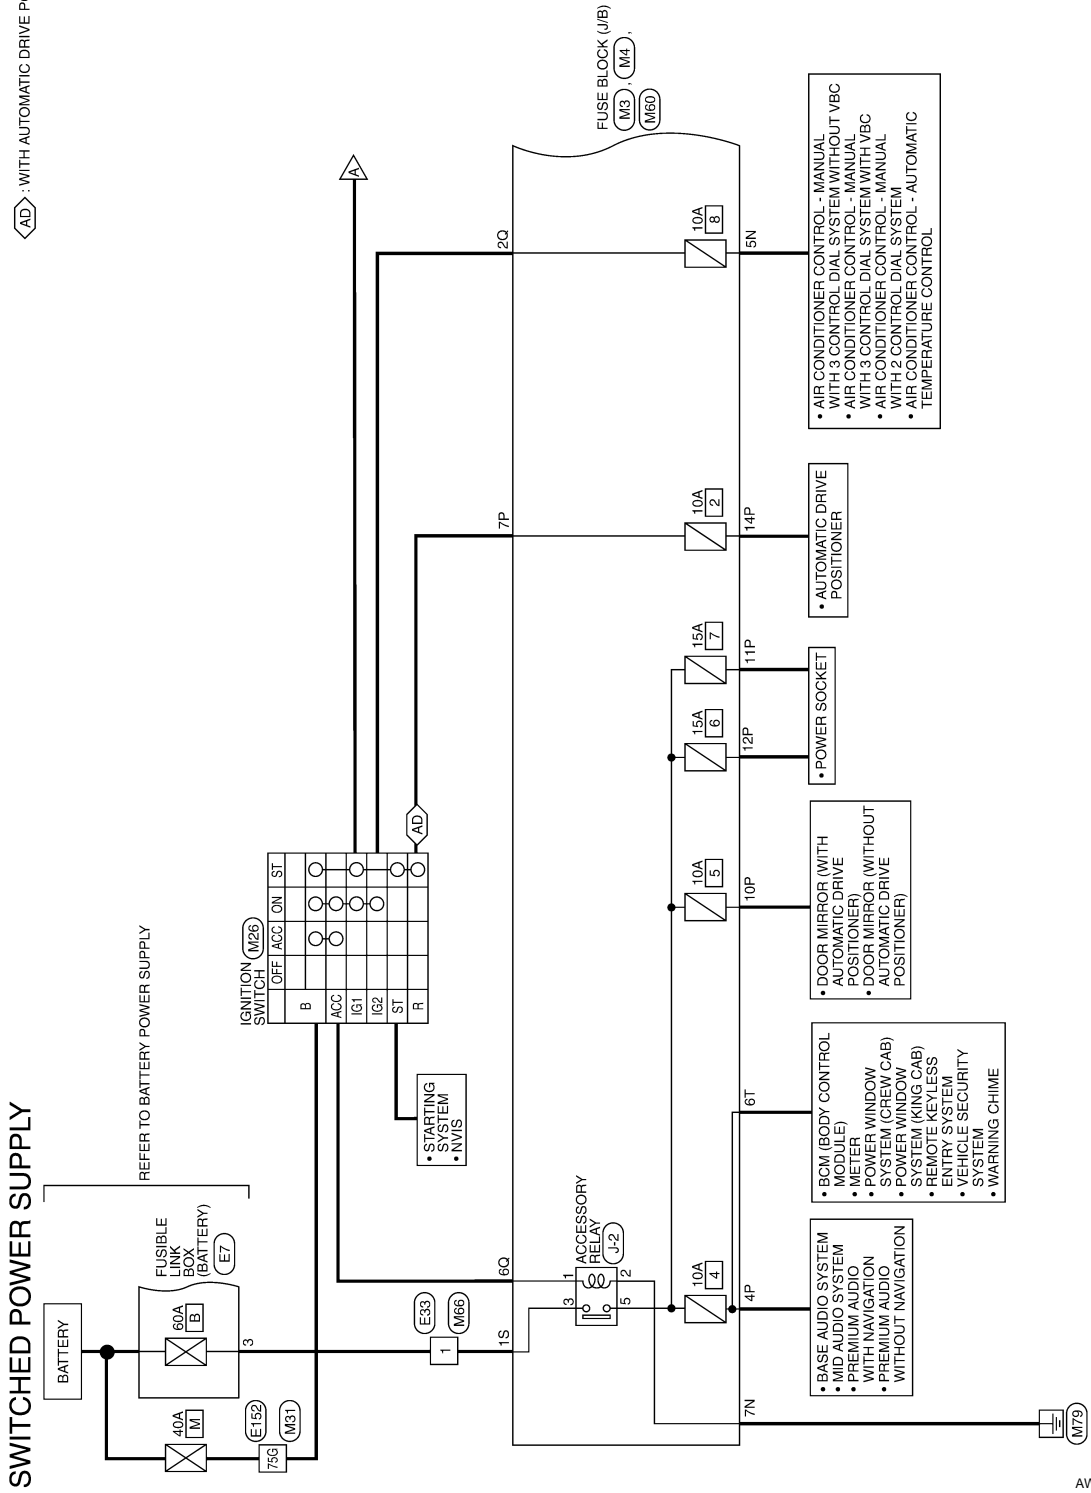 SWITCHED POWER SUPPLY
AD : WITH AUTOMATIC DRIVE
REFER TO BATTERY POWER SUPPLY
BATTERY
40A
M
75G
E152
M31
60A
B
3
FUSIBLE
LINK
BOX
(BATTERY)
E7
IGNITION
SWITCH
M26
OFF ACC ON ST
B
ACC
IG1
IG2
ST
R
• STARTING
SYSTEM
• NVIS
AD
A
1
E33
M66
1S
6Q
7P
2Q
FUSE BLOCK (J/B)
M3 , M4 ,
M60
ACCESSORY
RELAY
J-2
3
1
5
2
10A
4
10A
5
15A
6
15A
7
10A
2
10A
8
7N
4P
6T
10P
12P
11P
14P
5N
• BASE AUDIO SYSTEM
• MID AUDIO SYSTEM
• PREMIUM AUDIO
WITH NAVIGATION
• PREMIUM AUDIO
WITHOUT NAVIGATION
• BCM (BODY CONTROL
MODULE)
• METER
• POWER WINDOW
SYSTEM (CREW CAB)
• POWER WINDOW
SYSTEM (KING CAB)
• REMOTE KEYLESS
ENTRY SYSTEM
• VEHICLE SECURITY
SYSTEM
• WARNING CHIME
• DOOR MIRROR (WITH
AUTOMATIC DRIVE
POSITIONER)
• DOOR MIRROR (WITHOUT
AUTOMATIC DRIVE
POSITIONER)
• POWER SOCKET
• AUTOMATIC DRIVE
POSITIONER
• AIR CONDITIONER CONTROL - MANUAL
WITH 3 CONTROL DIAL SYSTEM WITHOUT VBC
• AIR CONDITIONER CONTROL - MANUAL
WITH 3 CONTROL DIAL SYSTEM WITH VBC
• AIR CONDITIONER CONTROL - MANUAL
WITH 2 CONTROL DIAL SYSTEM
• AIR CONDITIONER CONTROL - AUTOMATIC
TEMPERATURE CONTROL
M79